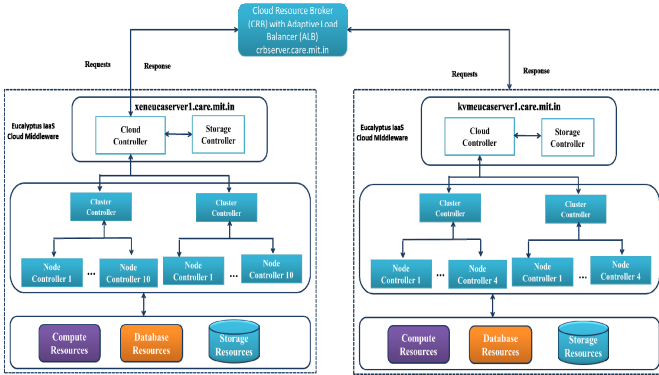 Cloud Resource Broker
(CRB) with Adaptive Load
Balancer (ALB)
crbserver.care.mit.in
Requests
Response
Requests
Response
Eucalyptus IaaS
Cloud Middleware
xeneucaserver1.care.mit.in
Cloud
Controller
Storage
Controller
Cluster
Controller
Cluster
Controller
Node
Controller 1
...
Node
Controller 10
Node
Controller 1
...
Node
Controller 10
Compute
Resources
Database
Resources
Storage
Resources
Eucalyptus IaaS
Cloud Middleware
kvmeucaserver1.care.mit.in
Cloud
Controller
Storage
Controller
Cluster
Controller
Cluster
Controller
Node
Controller 1
...
Node
Controller 4
Node
Controller 1
...
Node
Controller 4
Compute
Resources
Database
Resources
Storage
Resources